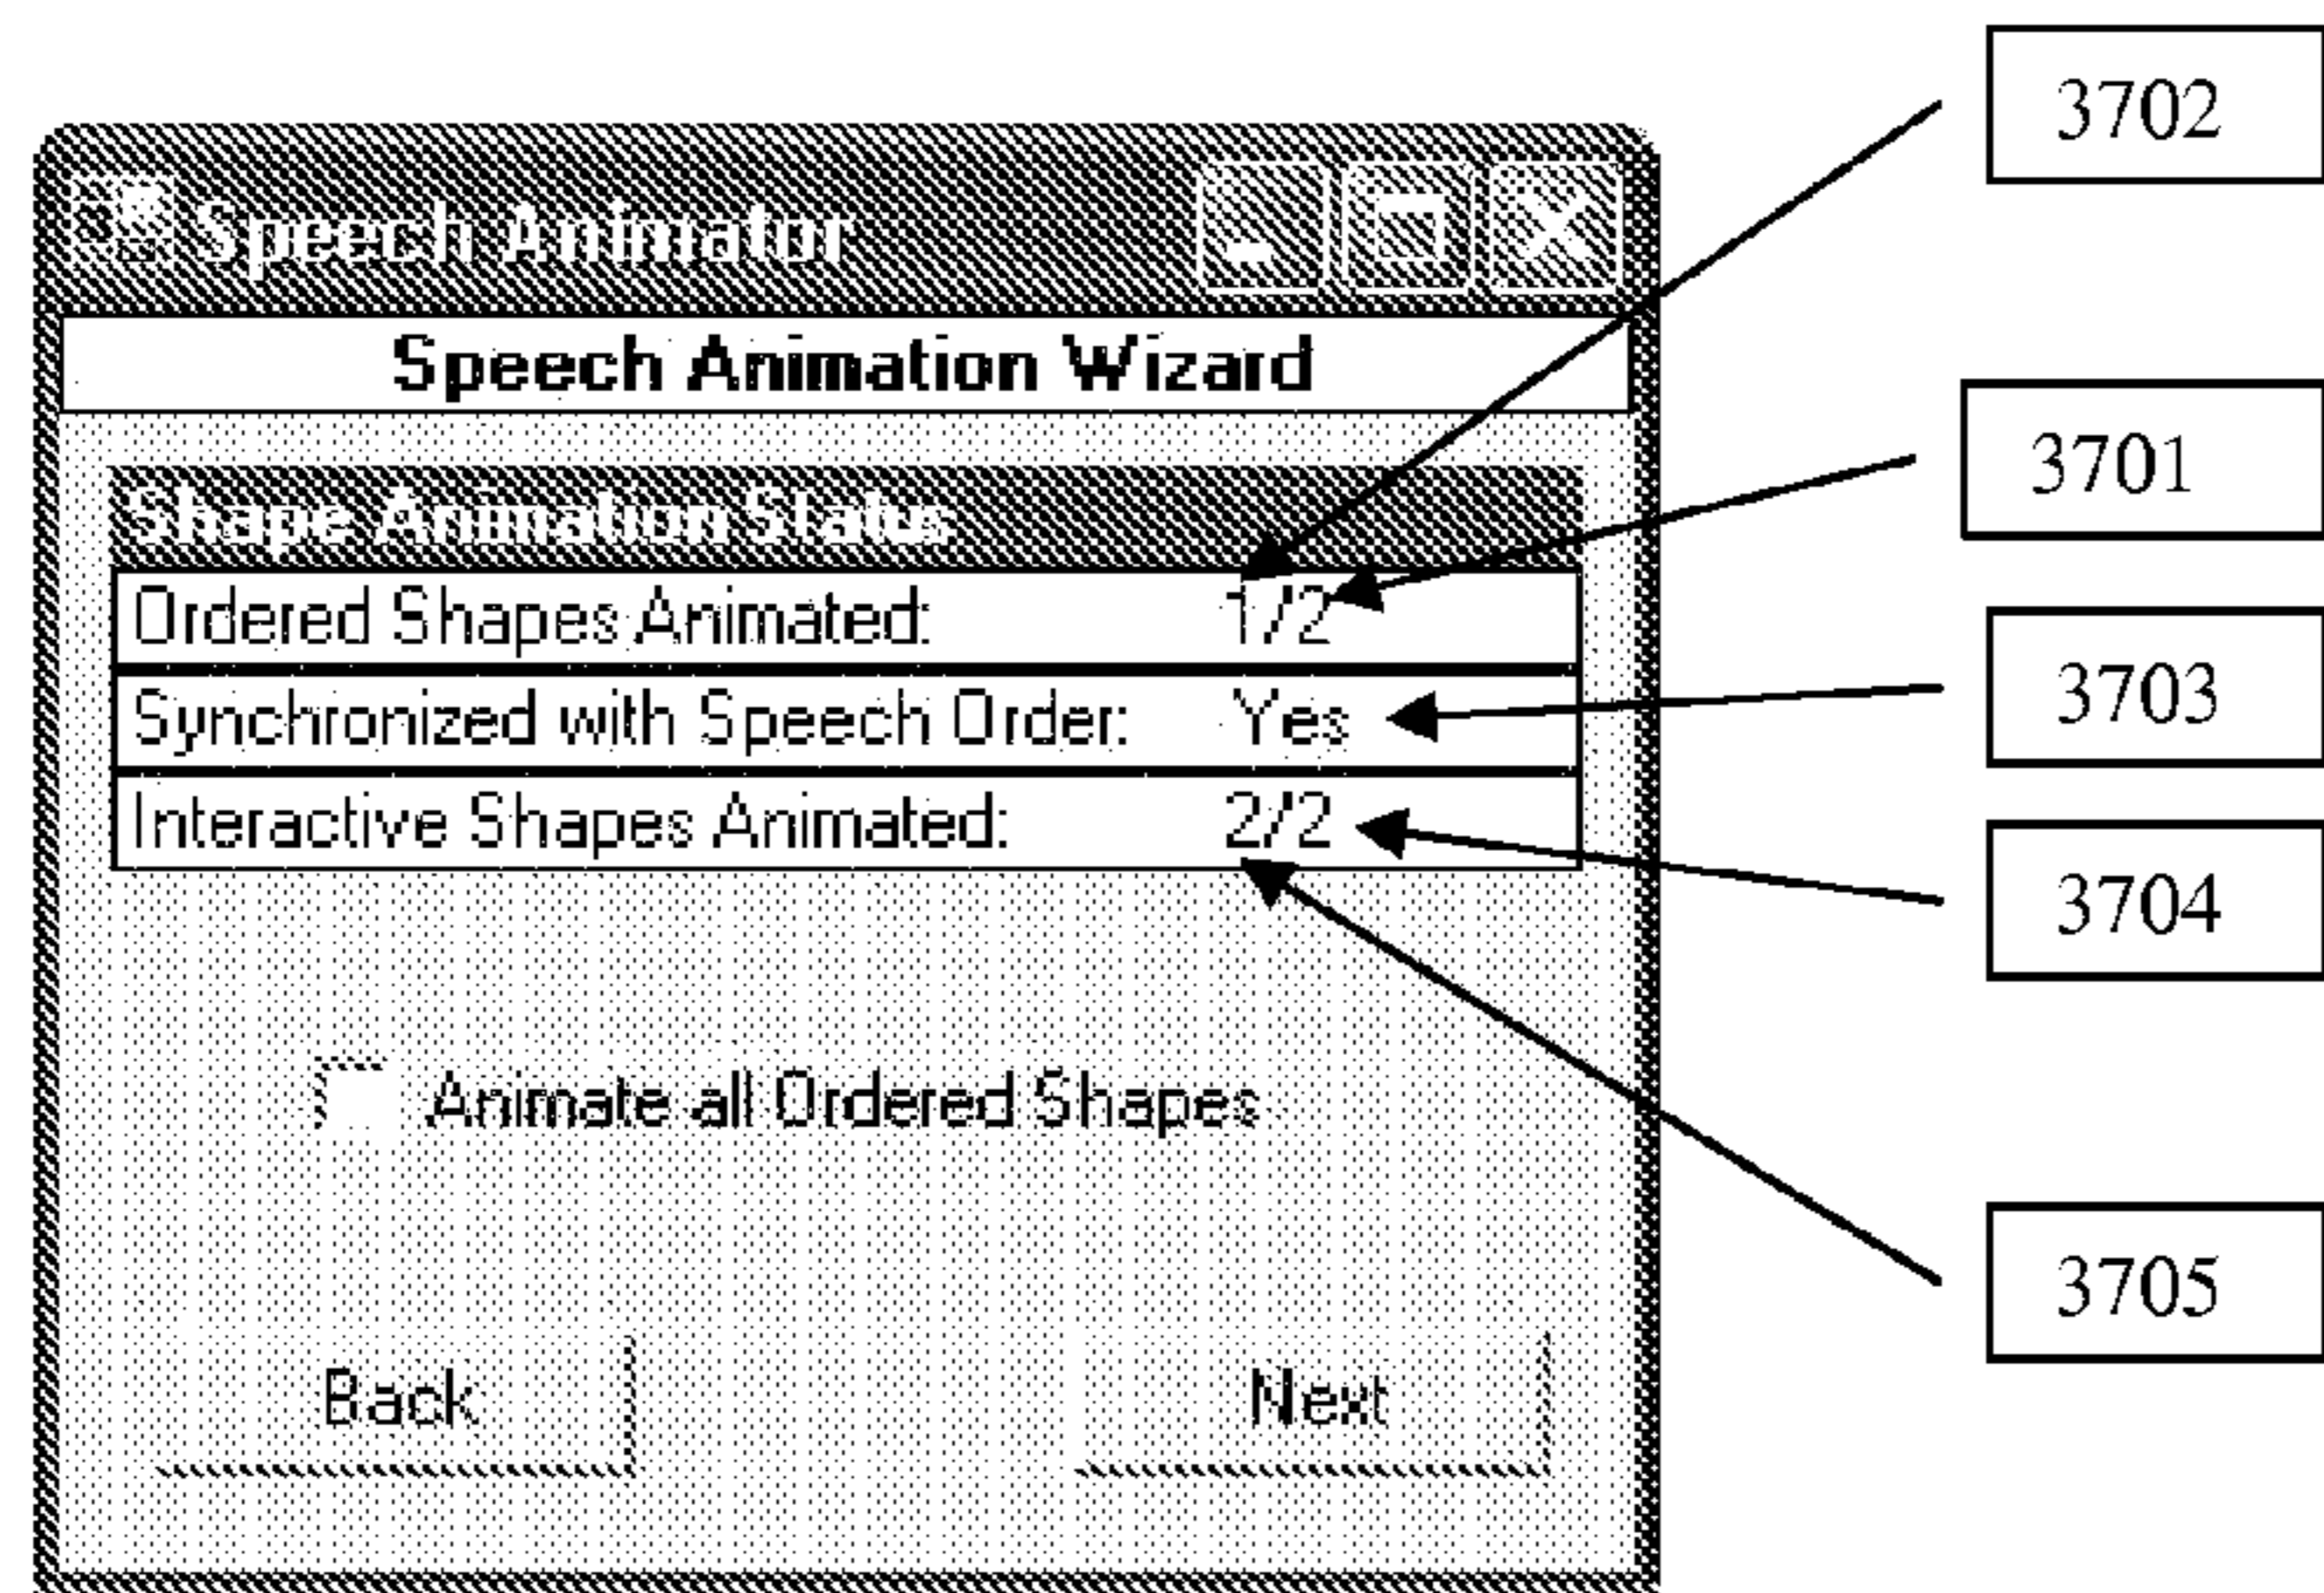 3702
Speech Animator
Speech Animation Wizard
3701
Shape Animation Status
Ordered Shapes Animated: 1/2
Synchronized with Speech Order: Yes
3703
Interactive Shapes Animated: 2/2
3704
Animate all Ordered Shapes
3705
Back Next